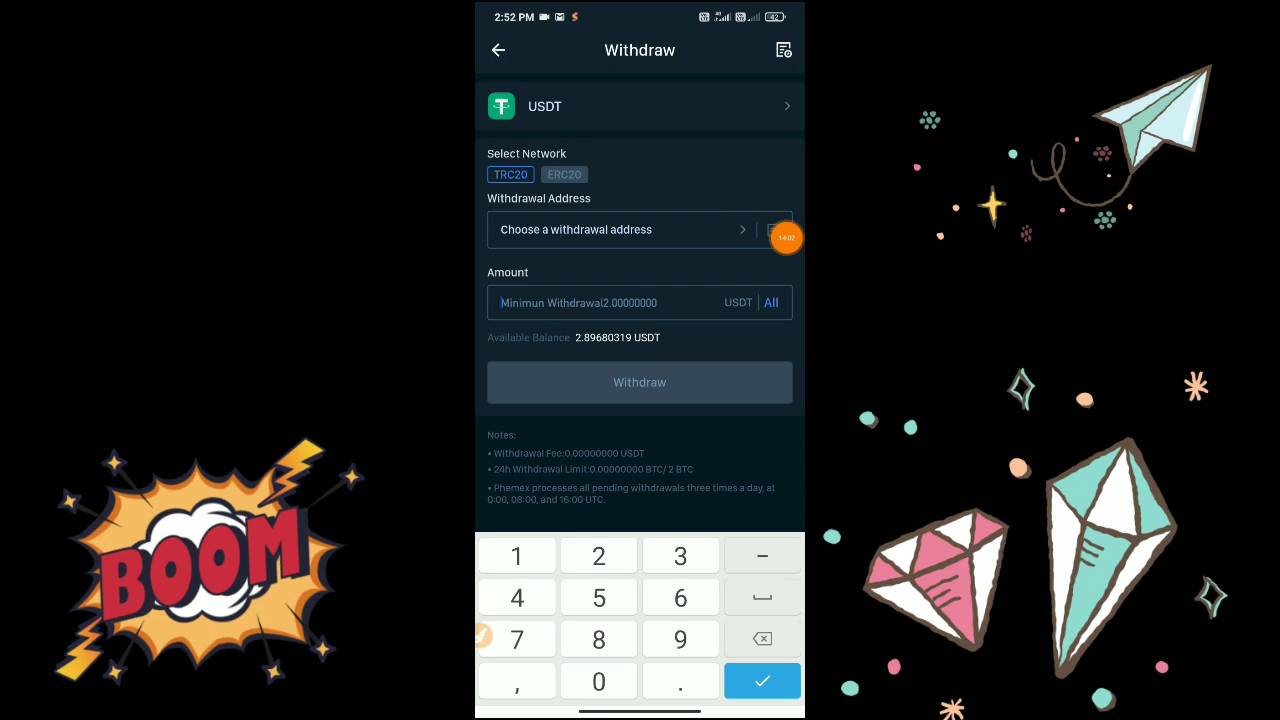 2:52 PM
42
Withdraw
USDT
Select Network
TRC20 ERC20
Withdrawal Address
Choose a withdrawal address
14:02
Amount
Minimun Withdrawal2.00000000 USDT All
Available Balance 2.89680319 USDT
Withdraw
Notes:
• Withdrawal Fee:0.00000000 USDT
• 24h Withdrawal Limit:0.00000000 BTC/ 2 BTC
• Phemex processes all pending withdrawals three times a day, at
0:00, 08:00, and 16:00 UTC.
BOOM
1 2 3 –
4 5 6
7 8 9
, 0 .